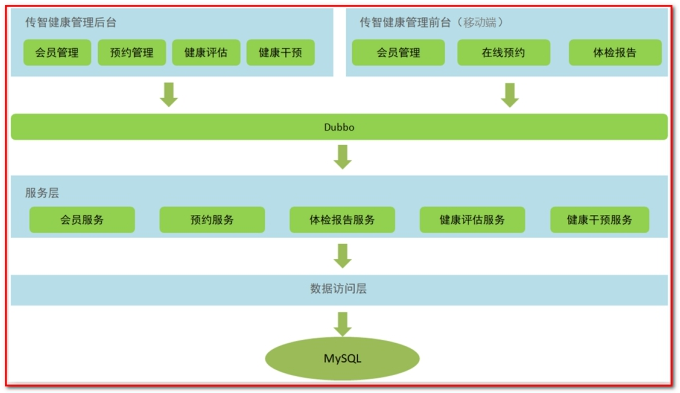 传智健康管理后台
会员管理 预约管理 健康评估 健康干预
传智健康管理前台（移动端）
会员管理 在线预约 体检报告
Dubbo
服务层
会员服务 预约服务 体检报告服务 健康评估服务 健康干预服务
数据访问层
MySQL